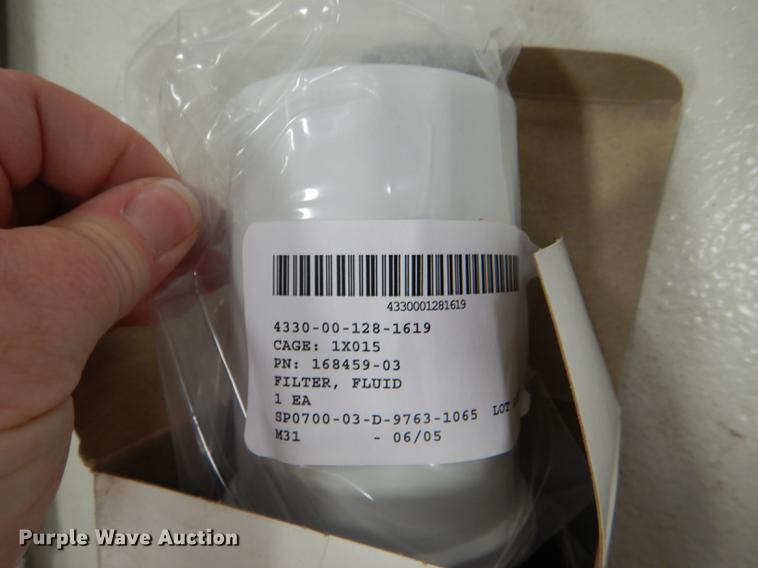 4330001281619
4330-00-128-1619
CAGE: 1X015
PN: 168459-03
FILTER, FLUID
1 EA
SP0700-03-D-9763-1065 LOT
M31 - 06/05
Purple Wave Auction